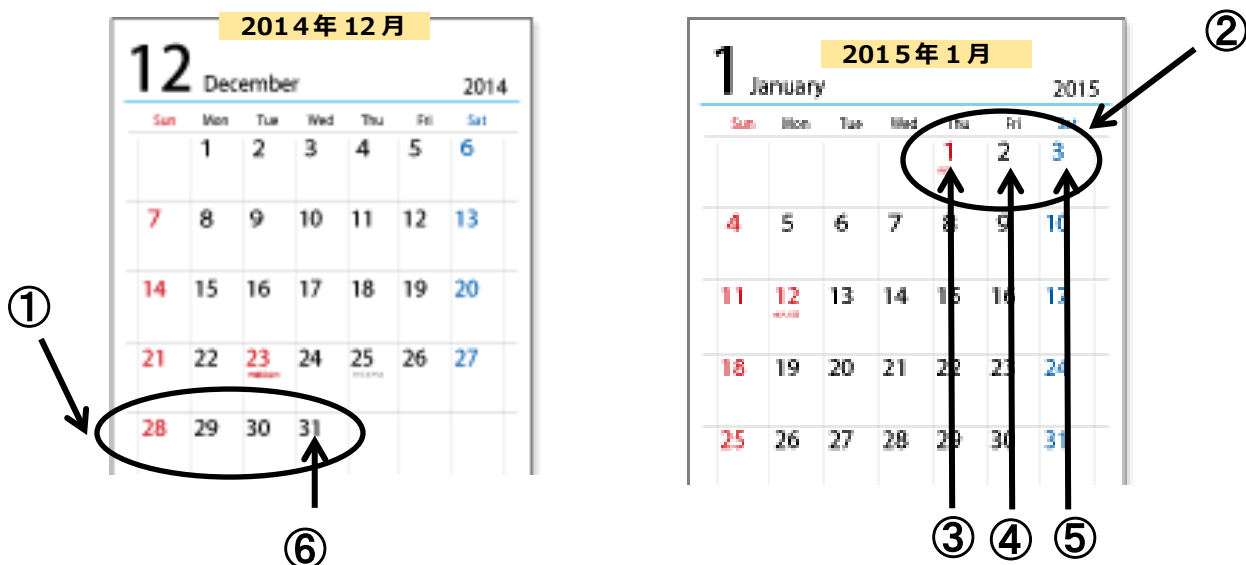 2014年12月
12 December 2014
Sun Mon Tue Wed Thu Fri Sat
1 2 3 4 5 6
7 8 9 10 11 12 13
14 15 16 17 18 19 20
21 22 23 24 25 26 27
28 29 30 31
①
⑥
2015年1月
1 January 2015
Sun Mon Tue Wed Thu Fri Sat
1 2 3
4 5 6 7 8 9 10
11 12 13 14 15 16 17
18 19 20 21 22 23 24
25 26 27 28 29 30 31
②
③ ④ ⑤